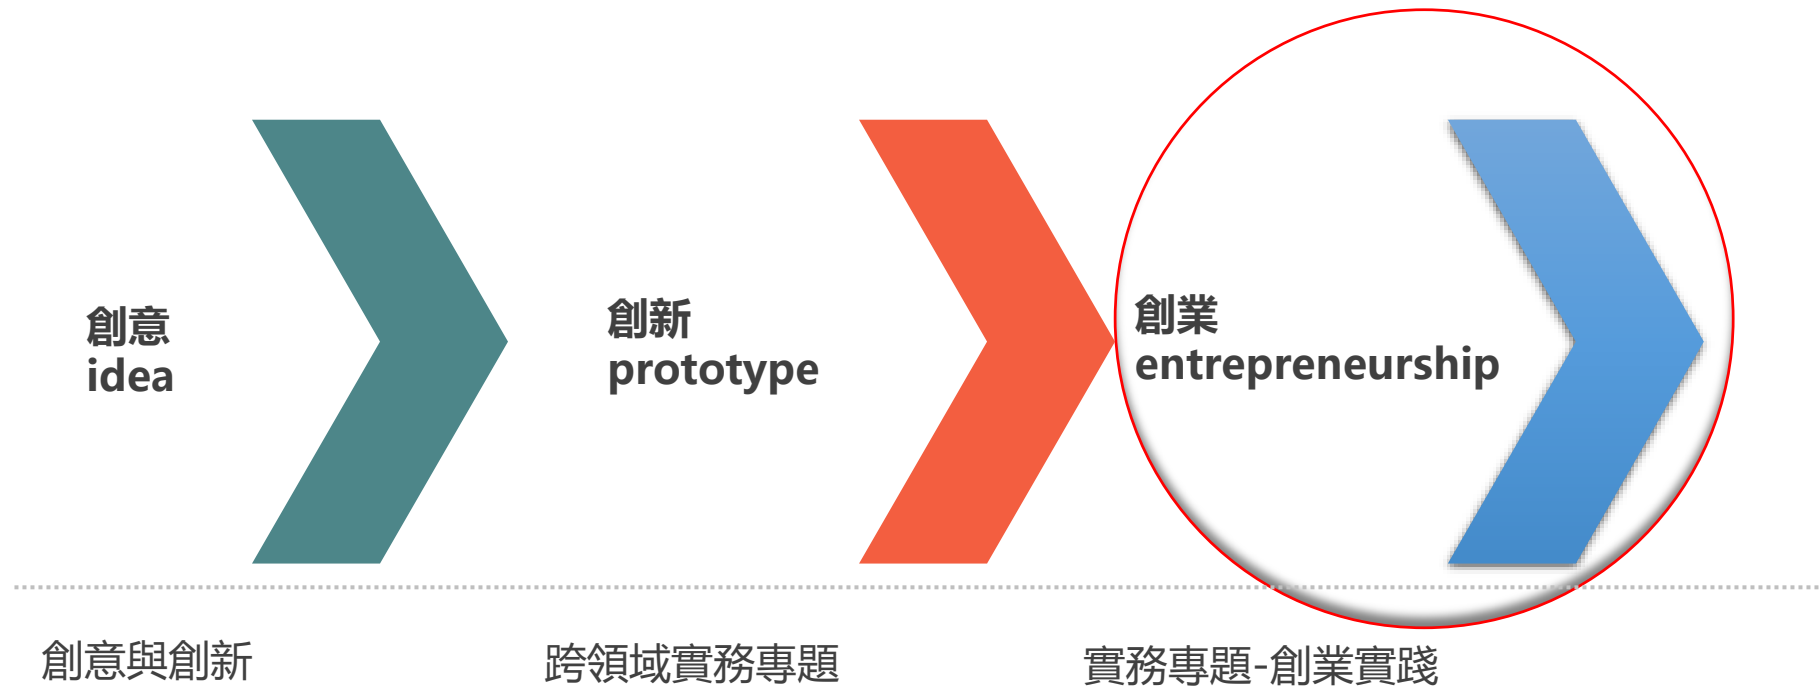 創意
idea
創新
prototype
創業
entrepreneurship
創意與創新
跨領域實務專題
實務專題-創業實踐